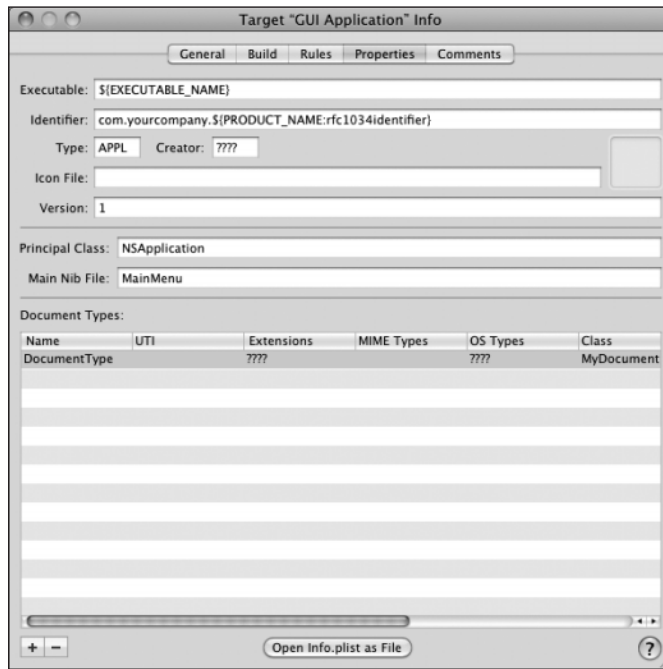 Target “GUI Application” Info
General Build Rules Properties Comments
Executable: ${EXECUTABLE_NAME}
Identifier: com.yourcompany.${PRODUCT_NAME:rfc1034identifier}
Type: APPL Creator: ????
Icon File:
Version: 1
Principal Class: NSApplication
Main Nib File: MainMenu
Document Types:
Name UTI Extensions MIME Types OS Types Class
DocumentType ???? ???? MyDocument
+ − Open Info.plist as File ?